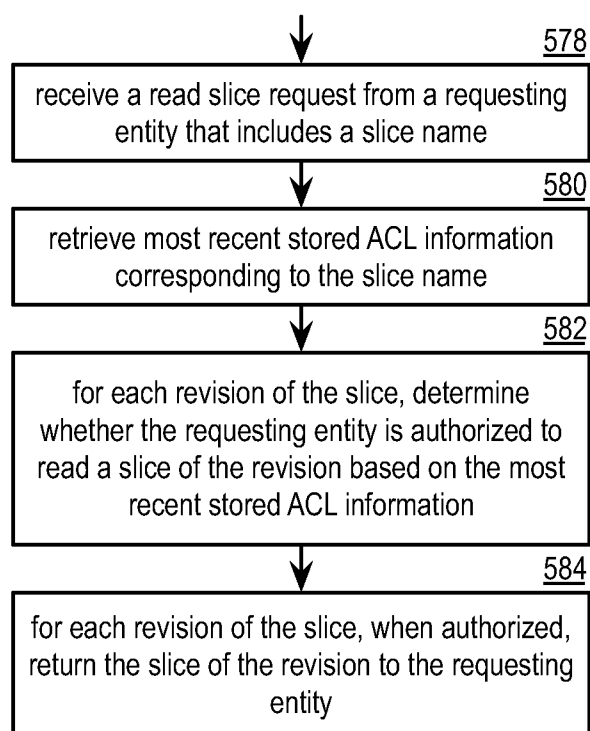 578
receive a read slice request from a requesting
entity that includes a slice name
580
retrieve most recent stored ACL information
corresponding to the slice name
582
for each revision of the slice, determine
whether the requesting entity is authorized to
read a slice of the revision based on the most
recent stored ACL information
584
for each revision of the slice, when authorized,
return the slice of the revision to the requesting
entity